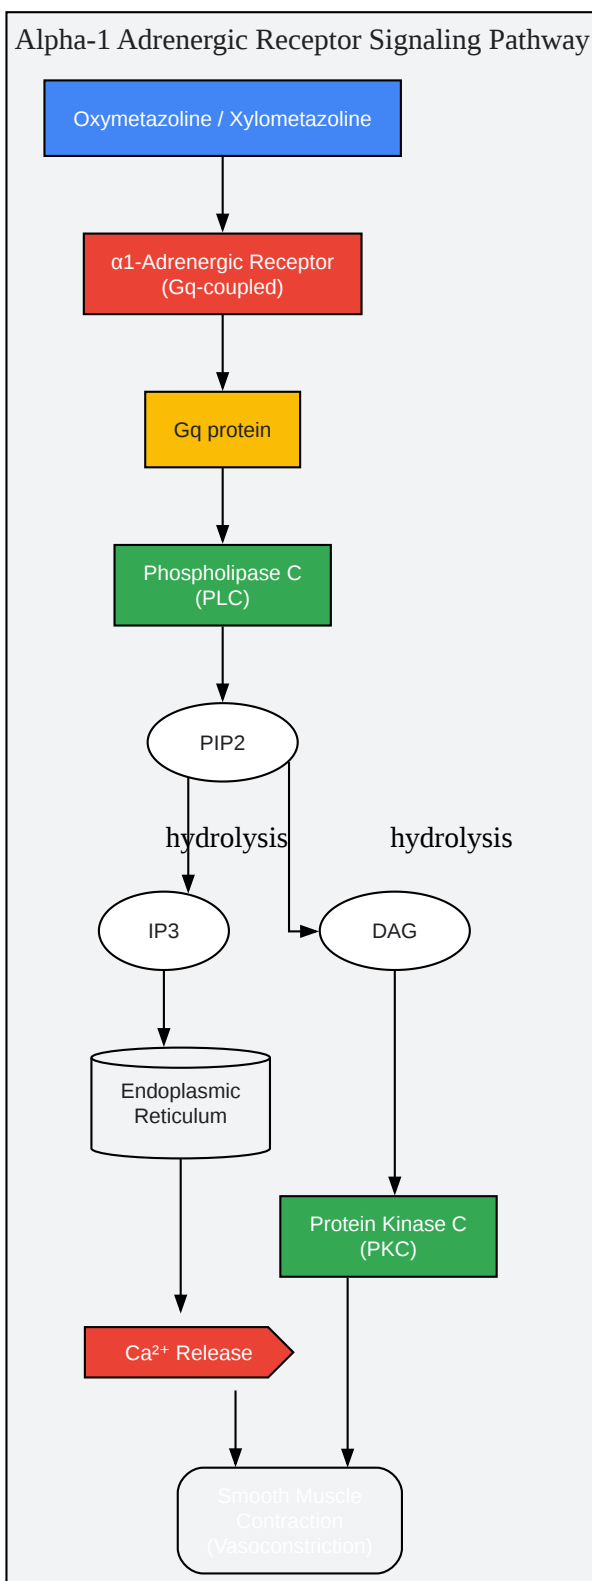 Alpha-1 Adrenergic Receptor Signaling Pathway
Oxymetazoline / Xylometazoline
α1-Adrenergic Receptor
(Gq-coupled)
Gq protein
Phospholipase C
(PLC)
PIP2
hydrolysis
hydrolysis
IP3
DAG
Endoplasmic
Reticulum
Protein Kinase C
(PKC)
Ca²⁺ Release
Smooth Muscle
Contraction
(Vasoconstriction)